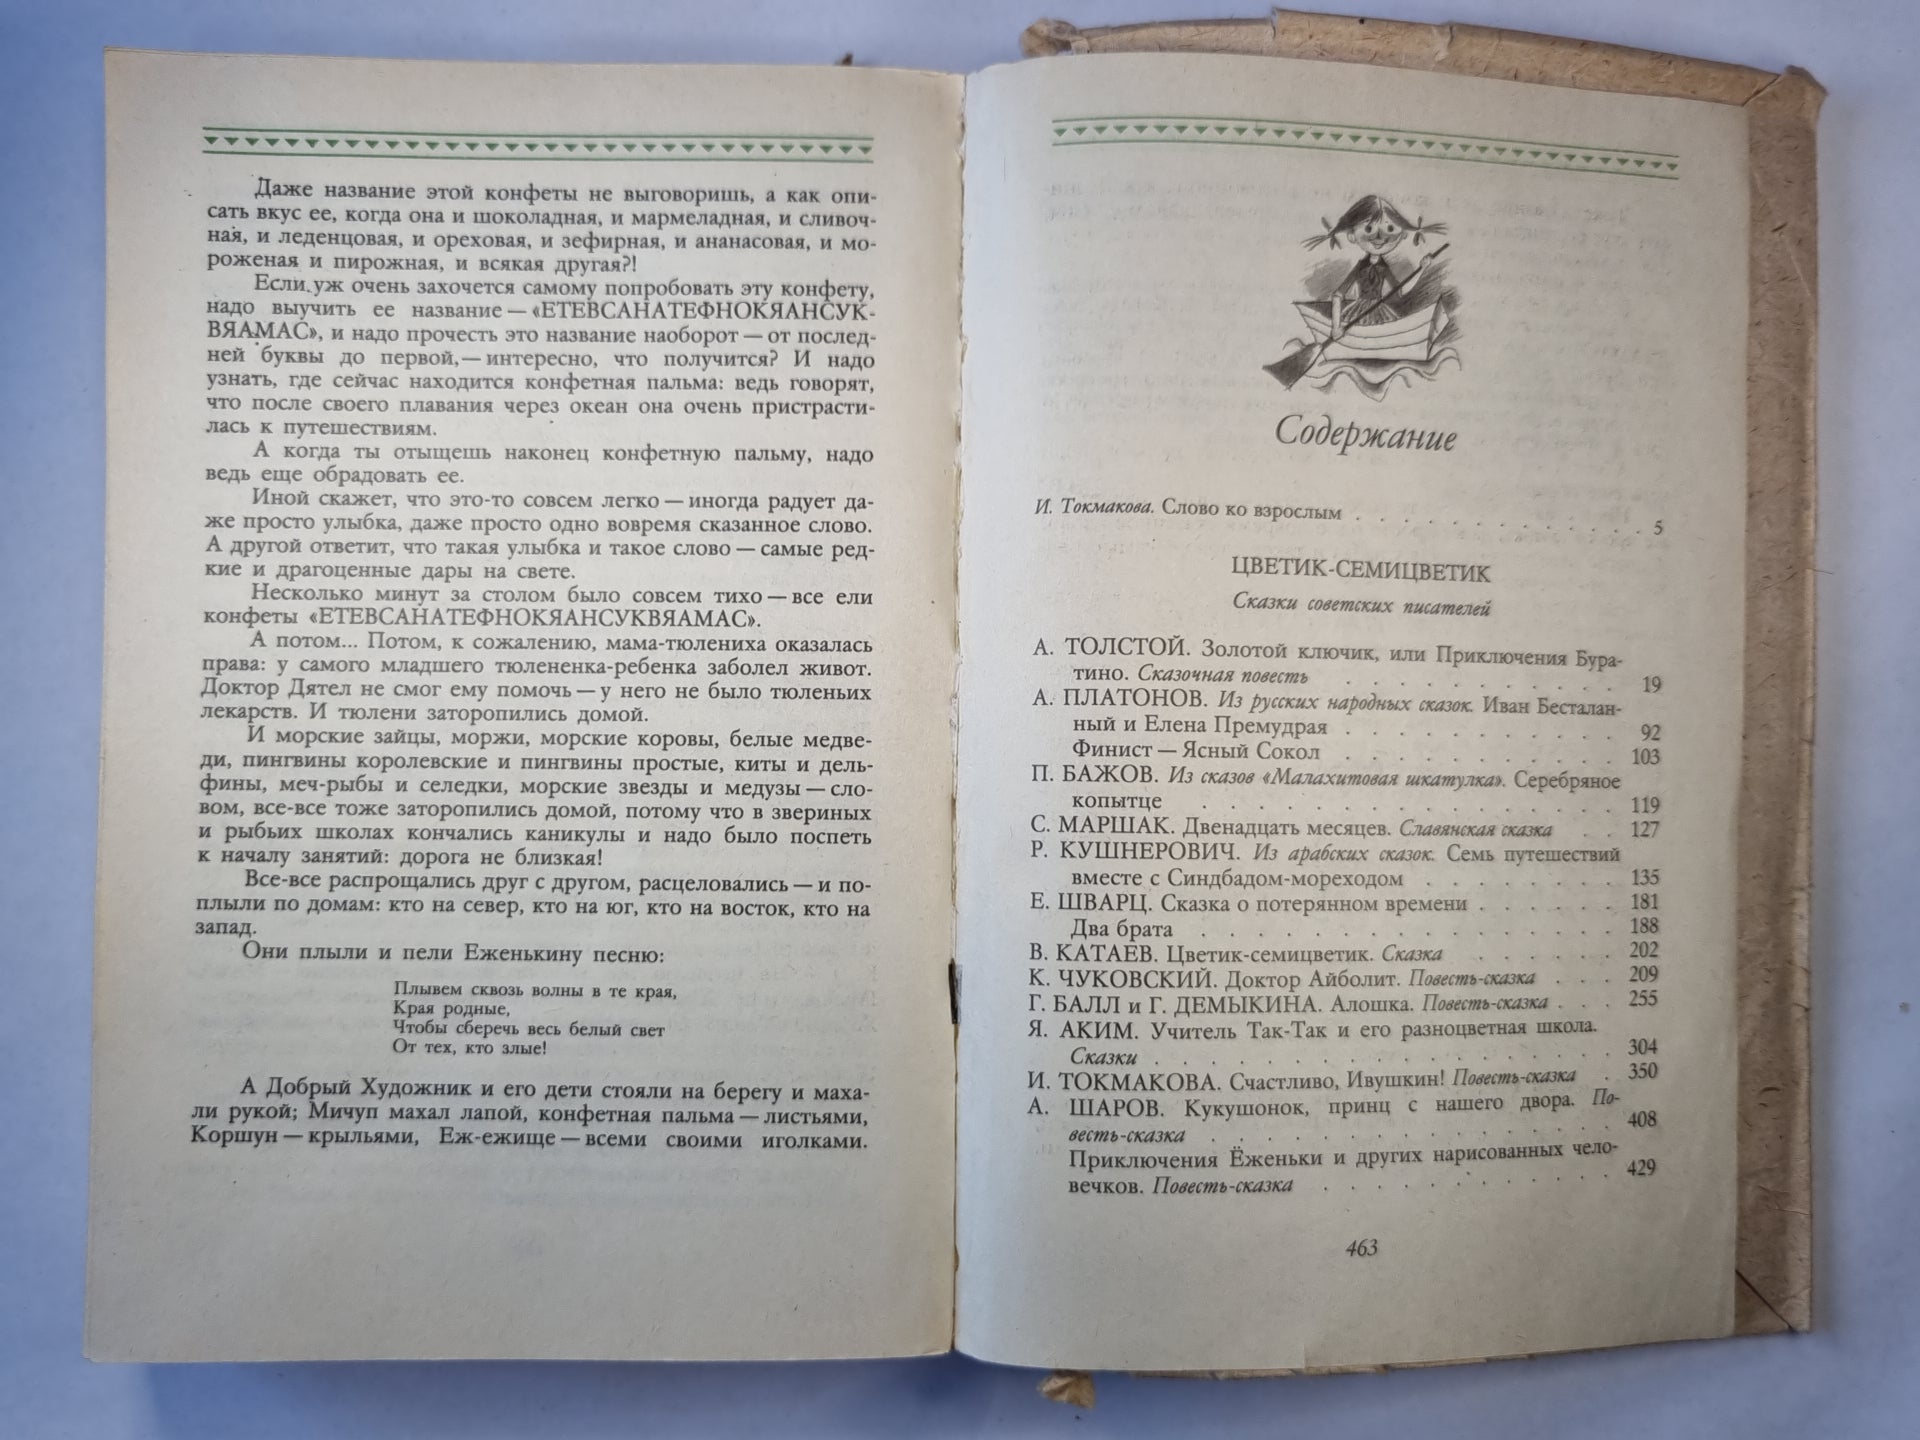 Даже название этой конфеты не выговоришь, а как опи-
сать вкус ее, когда она и шоколадная, и мармеладная, и сливоч-
ная, и леденцовая, и ореховая, и зефирная, и ананасовая, и мо-
роженая и пирожная, и всякая другая?!
Если уж очень захочется самому попробовать эту конфету,
надо выучить ее название — «ЕТЕВСАНАТЕФНОКЯАНСУК-
ВЯАМАС», и надо прочесть это название наоборот — от послед-
ней буквы до первой, — интересно, что получится? И надо
узнать, где сейчас находится конфетная пальма: ведь говорят,
что после своего плавания через океан она очень пристрасти-
лась к путешествиям.
А когда ты отыщешь наконец конфетную пальму, надо
ведь еще обрадовать ее.
Иной скажет, что это-то совсем легко — иногда радует да-
же просто улыбка, даже просто одно вовремя сказанное слово.
А другой ответит, что такая улыбка и такое слово — самые ред-
кие и драгоценные дары на свете.
Несколько минут за столом было совсем тихо — все ели
конфеты «ЕТЕВСАНАТЕФНОКЯАНСУКВЯАМАС».
А потом... Потом, к сожалению, мама-тюлениха оказалась
права: у самого младшего тюлененка-ребенка заболел живот.
Доктор Дятел не смог ему помочь — у него не было тюленьих
лекарств. И тюлени заторопились домой.
И морские зайцы, моржи, морские коровы, белые медве-
ди, пингвины королевские и пингвины простые, киты и дель-
фины, меч-рыбы и селедки, морские звезды и медузы — сло-
вом, все-все тоже заторопились домой, потому что в звериных
и рыбьих школах кончались каникулы и надо было поспеть
к началу занятий: дорога не близкая!
Все-все распрощались друг с другом, расцеловались — и по-
плыли по домам: кто на север, кто на юг, кто на восток, кто на
запад.
Они плыли и пели Еженькину песню:
Плывем сквозь волны в те края,
Края родные,
Чтобы сберечь весь белый свет
От тех, кто злые!
А Добрый Художник и его дети стояли на берегу и маха-
ли рукой; Мичуп махал лапой, конфетная пальма — листьями,
Коршун — крыльями, Еж-ежище — всеми своими иголками.
Содержание
И. Токмакова. Слово ко взрослым . . . . . . . . . . . . . . 5
ЦВЕТИК-СЕМИЦВЕТИК
Сказки советских писателей
А. ТОЛСТОЙ. Золотой ключик, или Приключения Бура-
тино. Сказочная повесть . . . . . . . . . . . . 19
А. ПЛАТОНОВ. Из русских народных сказок. Иван Бесталан-
ный и Елена Премудрая . . . . . . . . . . . . 92
Финист — Ясный Сокол . . . . . . . . . . . . 103
П. БАЖОВ. Из сказов «Малахитовая шкатулка». Серебряное
копытце . . . . . . . . . . . . . . . . 119
С. МАРШАК. Двенадцать месяцев. Славянская сказка . . 127
Р. КУШНЕРОВИЧ. Из арабских сказок. Семь путешествий
вместе с Синдбадом-мореходом . . . . . . . . 135
Е. ШВАРЦ. Сказка о потерянном времени . . . . . . 181
Два брата . . . . . . . . . . . . . . . . 188
В. КАТАЕВ. Цветик-семицветик. Сказка . . . . . . 202
К. ЧУКОВСКИЙ. Доктор Айболит. Повесть-сказка . . . 209
Г. БАЛЛ и Г. ДЕМЫКИНА. Алошка. Повесть-сказка . . . 255
Я. АКИМ. Учитель Так-Так и его разноцветная школа.
Сказки . . . . . . . . . . . . . . . . . 304
И. ТОКМАКОВА. Счастливо, Ивушкин! Повесть-сказка . 350
А. ШАРОВ. Кукушонок, принц с нашего двора. По-
весть-сказка . . . . . . . . . . . . . . . 408
Приключения Ёженьки и других нарисованных чело-
вечков. Повесть-сказка . . . . . . . . . . . 429
463